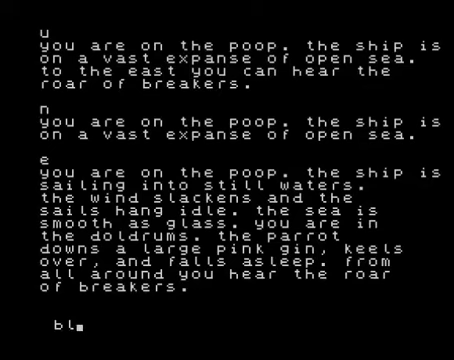 u
you are on the poop. the ship is
on a vast expanse of open sea.
to the east you can hear the
roar of breakers.
n
you are on the poop. the ship is
on a vast expanse of open sea.
e
you are on the poop. the ship is
sailing into still waters.
the wind slackens and the
sails hang idle. the sea is
smooth as glass. you are in
the doldrums. the parrot
downs a large pink gin, keels
over, and falls asleep. from
all around you hear the roar
of breakers.
bl